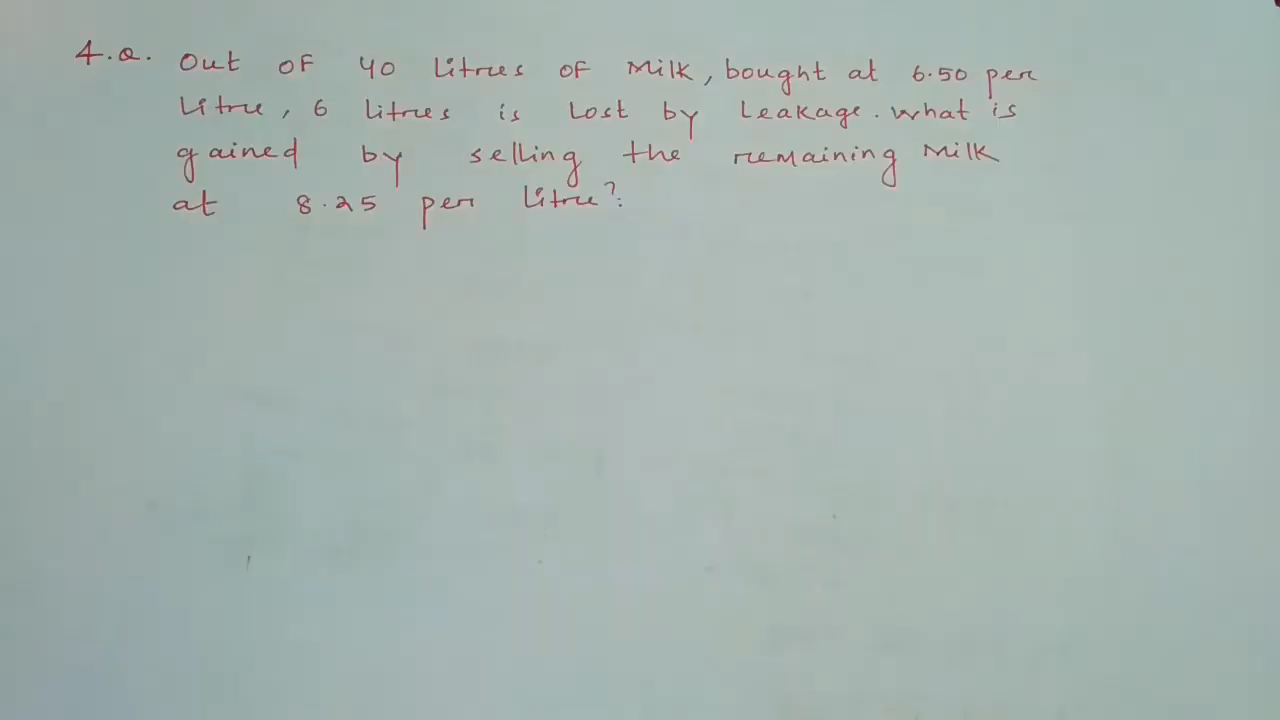 4.Q. Out of 40 litres of milk, bought at 6.50 per
litre, 6 litres is lost by leakage. What is
gained by selling the remaining milk
at 8.25 per litre?